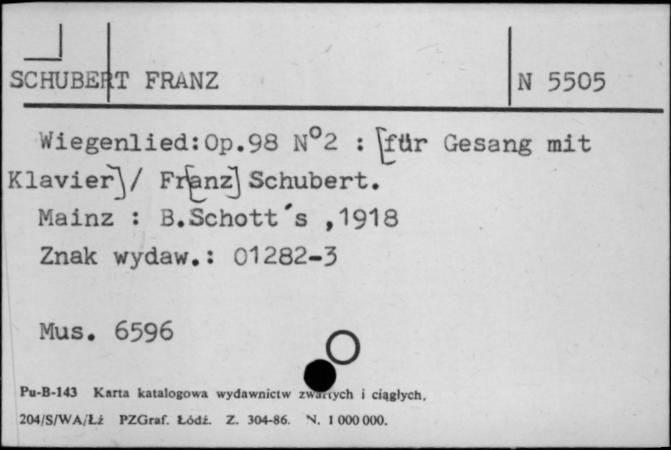 SCHUBERT FRANZ N 5505
Wiegenlied:Op.98 N°2 : [für Gesang mit
Klavier]/ Fr[anz] Schubert.
Mainz : B.Schott´s ,1918
Znak wydaw.: 01282-3
Mus. 6596
Pu-B-143 Karta katalogowa wydawnictw zwartych i ciągłych.
204/S/WA/Łź PZGraf. Łódź. Z. 304-86. N. 1 000 000.